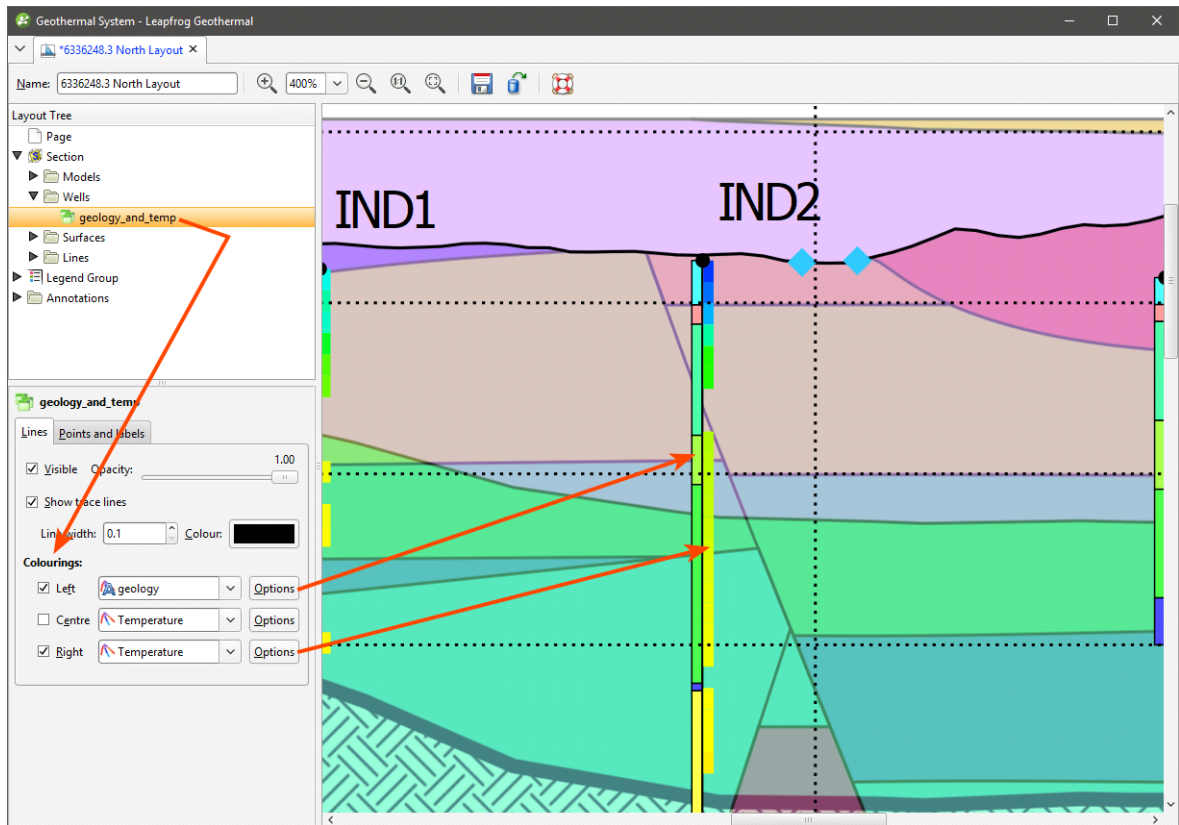 Geothermal System - Leapfrog Geothermal
*6336248.3 North Layout
Name: 6336248.3 North Layout 400% 1:1
Layout Tree
Page
Section
Models
Wells
geology_and_temp
Surfaces
Lines
Legend Group
Annotations
IND1 IND2
geology_and_temp
Lines Points and labels
Visible Opacity: 1.00
Show trace lines
Line width: 0.1 Colour:
Colourings:
Left geology Options
Centre Temperature Options
Right Temperature Options